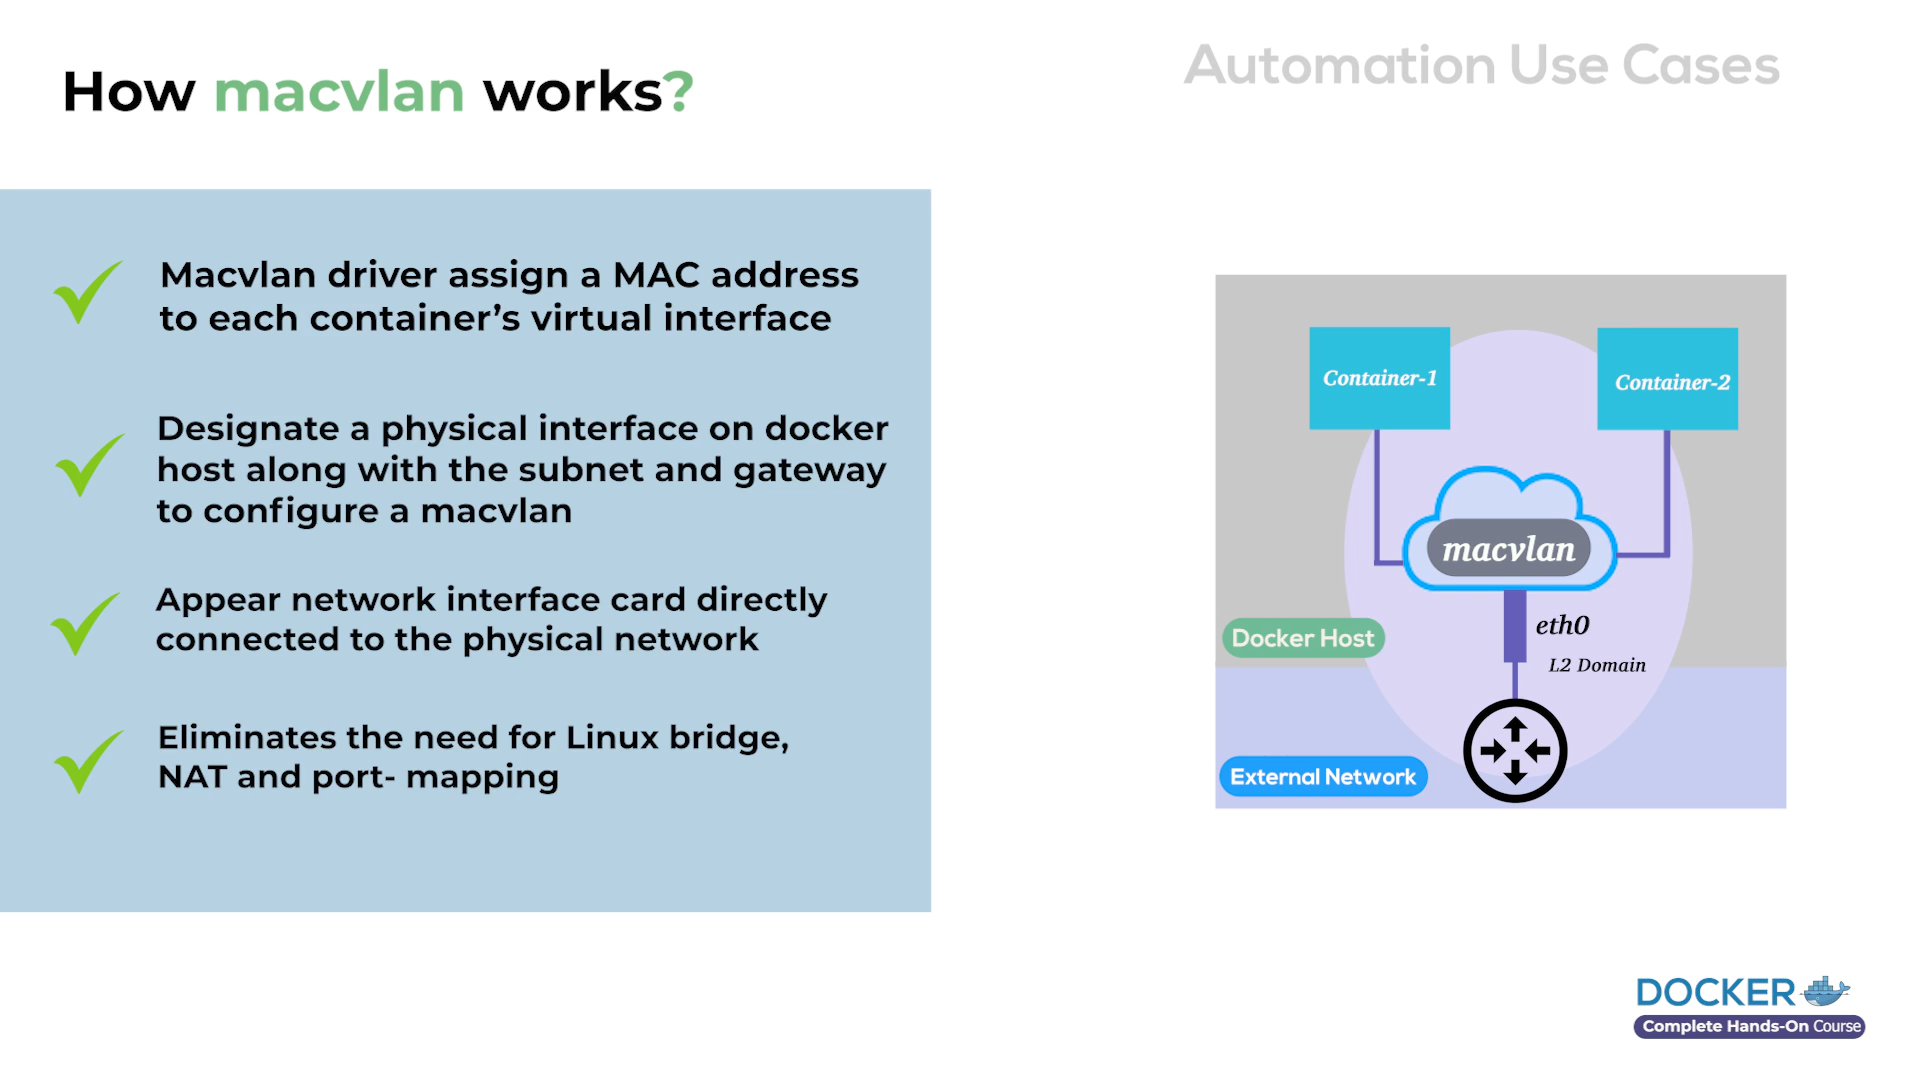 How macvlan works?
Automation Use Cases
Macvlan driver assign a MAC address
to each container’s virtual interface
Designate a physical interface on docker
host along with the subnet and gateway
to configure a macvlan
Appear network interface card directly
connected to the physical network
Eliminates the need for Linux bridge,
NAT and port- mapping
Container-1
Container-2
macvlan
eth0
Docker Host
L2 Domain
External Network
DOCKER
Complete Hands-On Course